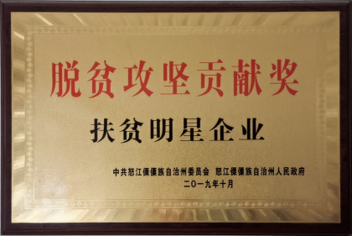 脱贫攻坚贡献奖
扶贫明星企业
中共怒江傈僳族自治州委员会 怒江傈僳族自治州人民政府
二〇一九年十月